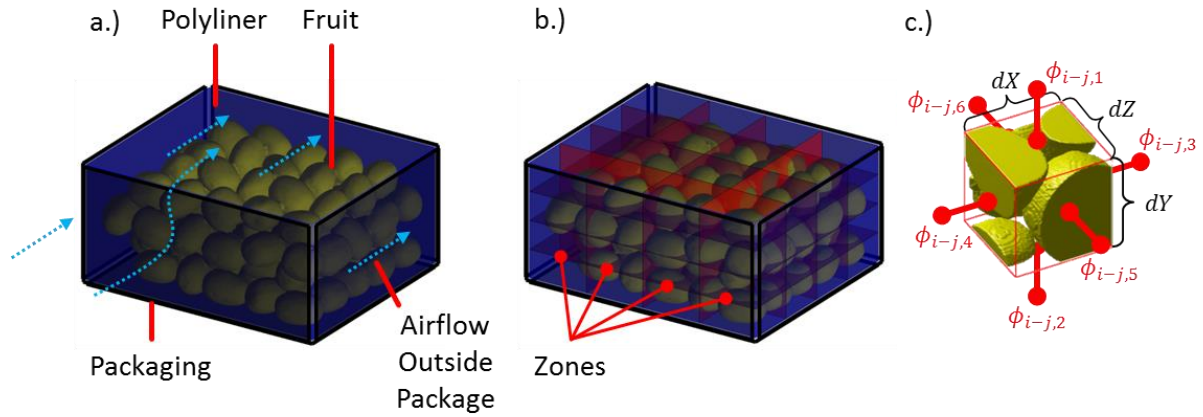 a.)
Polyliner
Fruit
Packaging
Airflow
Outside
Package
b.)
Zones
c.)
dX
ϕᵢ₋ⱼ,₁
ϕᵢ₋ⱼ,₆
dZ
ϕᵢ₋ⱼ,₃
dY
ϕᵢ₋ⱼ,₄
ϕᵢ₋ⱼ,₅
ϕᵢ₋ⱼ,₂